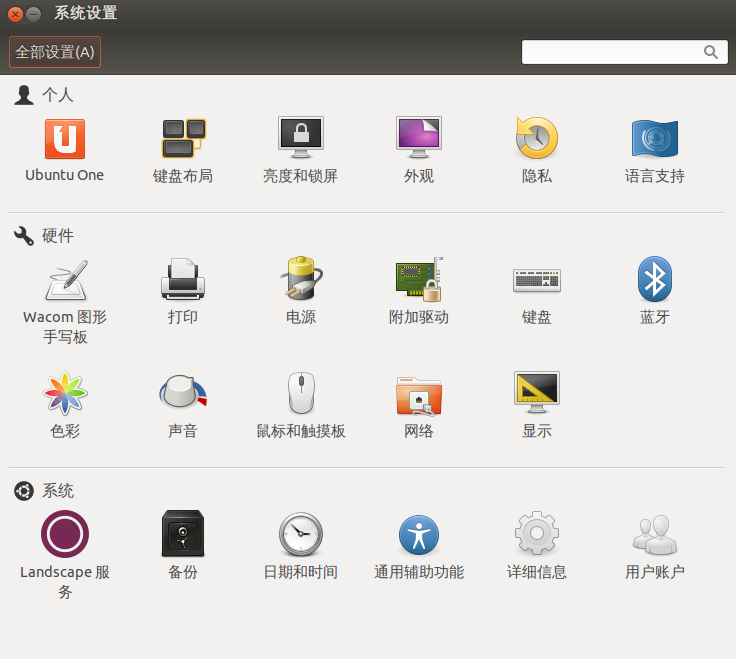 系统设置
全部设置(A)
个人
Ubuntu One
键盘布局
亮度和锁屏
外观
隐私
语言支持
硬件
Wacom 图形
手写板
打印
电源
附加驱动
键盘
蓝牙
色彩
声音
鼠标和触摸板
网络
显示
系统
Landscape 服
务
备份
日期和时间
通用辅助功能
详细信息
用户账户